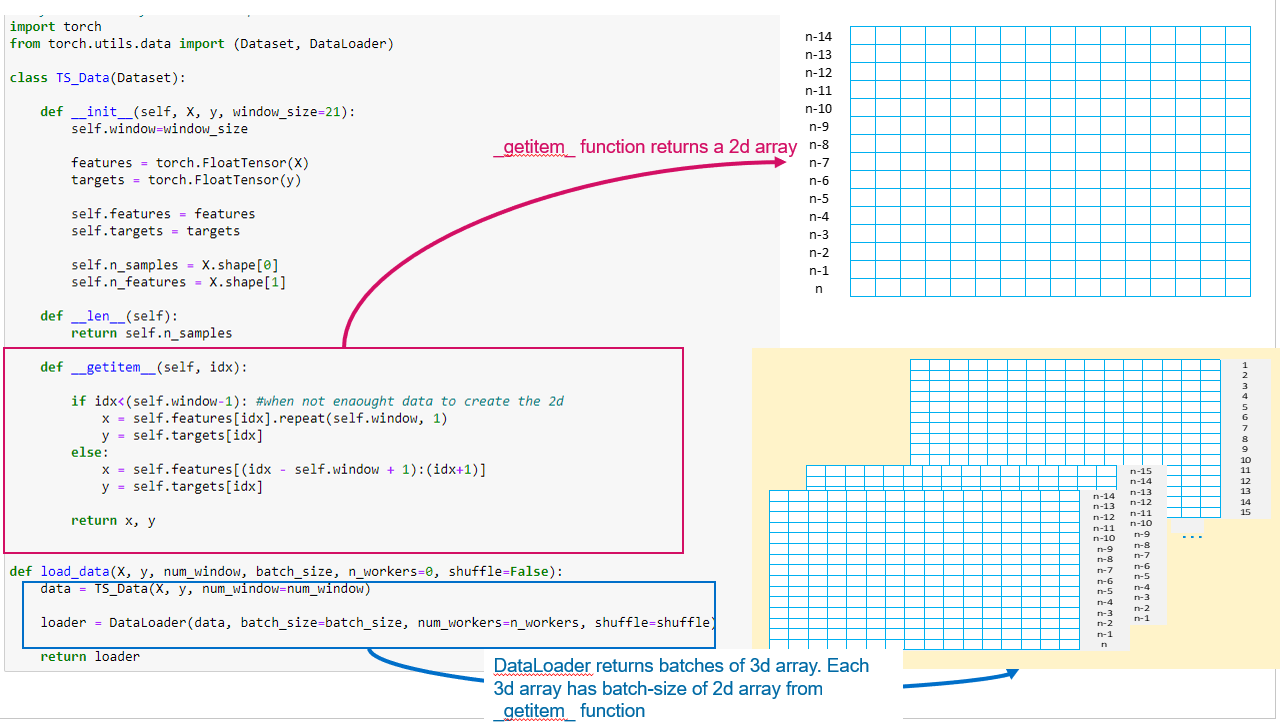 import torch
from torch.utils.data import (Dataset, DataLoader)
class TS_Data(Dataset):
def __init__(self, X, y, window_size=21):
self.window=window_size
features = torch.FloatTensor(X)
targets = torch.FloatTensor(y)
self.features = features
self.targets = targets
self.n_samples = X.shape[0]
self.n_features = X.shape[1]
def __len__(self):
return self.n_samples
def __getitem__(self, idx):
if idx<(self.window-1): #when not enaought data to create the 2d
x = self.features[idx].repeat(self.window, 1)
y = self.targets[idx]
else:
x = self.features[(idx - self.window + 1):(idx+1)]
y = self.targets[idx]
return x, y
def load_data(X, y, num_window, batch_size, n_workers=0, shuffle=False):
data = TS_Data(X, y, num_window=num_window)
loader = DataLoader(data, batch_size=batch_size, num_workers=n_workers, shuffle=shuffle)
return loader
_getitem_ function returns a 2d array
n-14
n-13
n-12
n-11
n-10
n-9
n-8
n-7
n-6
n-5
n-4
n-3
n-2
n-1
n
1
2
3
4
5
6
7
8
9
10
11
12
13
14
15
n-15
n-14
n-13
n-12
n-11
n-10
n-9
n-8
n-7
n-6
n-5
n-4
n-3
n-2
n-1
n-14
n-13
n-12
n-11
n-10
n-9
n-8
n-7
n-6
n-5
n-4
n-3
n-2
n-1
n
...
DataLoader returns batches of 3d array. Each
3d array has batch-size of 2d array from
_getitem_ function